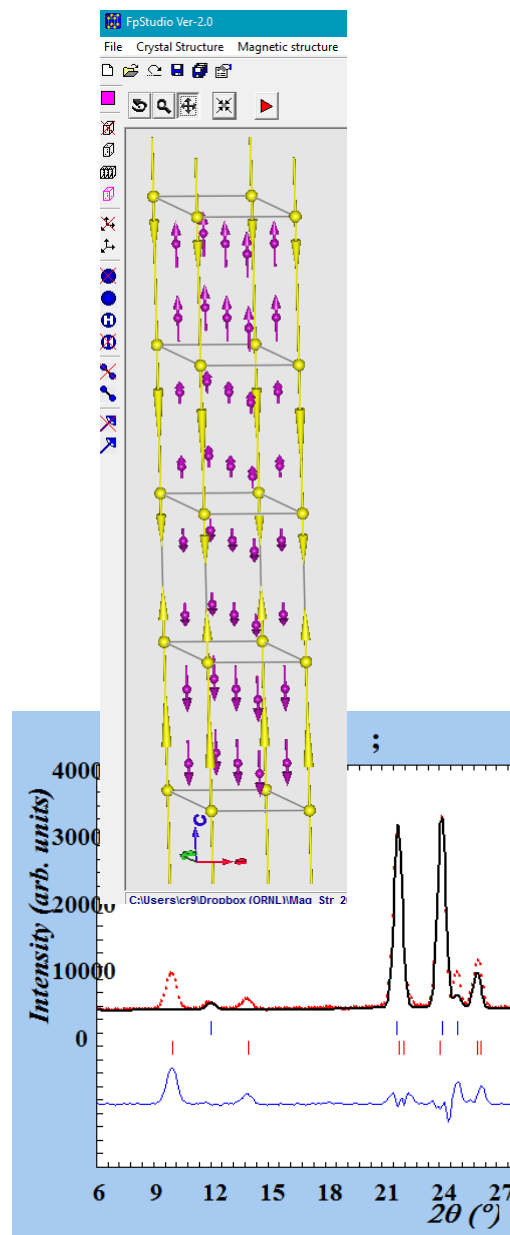 FpStudio Ver-2.0
File Crystal Structure Magnetic structure
C
C:\Users\cr9\Dropbox (ORNL)\Mag_Str_2
;
Intensity (arb. units)
4000
3000
20000
10000
0
6 9 12 15 18 21 24 27
2θ (°)